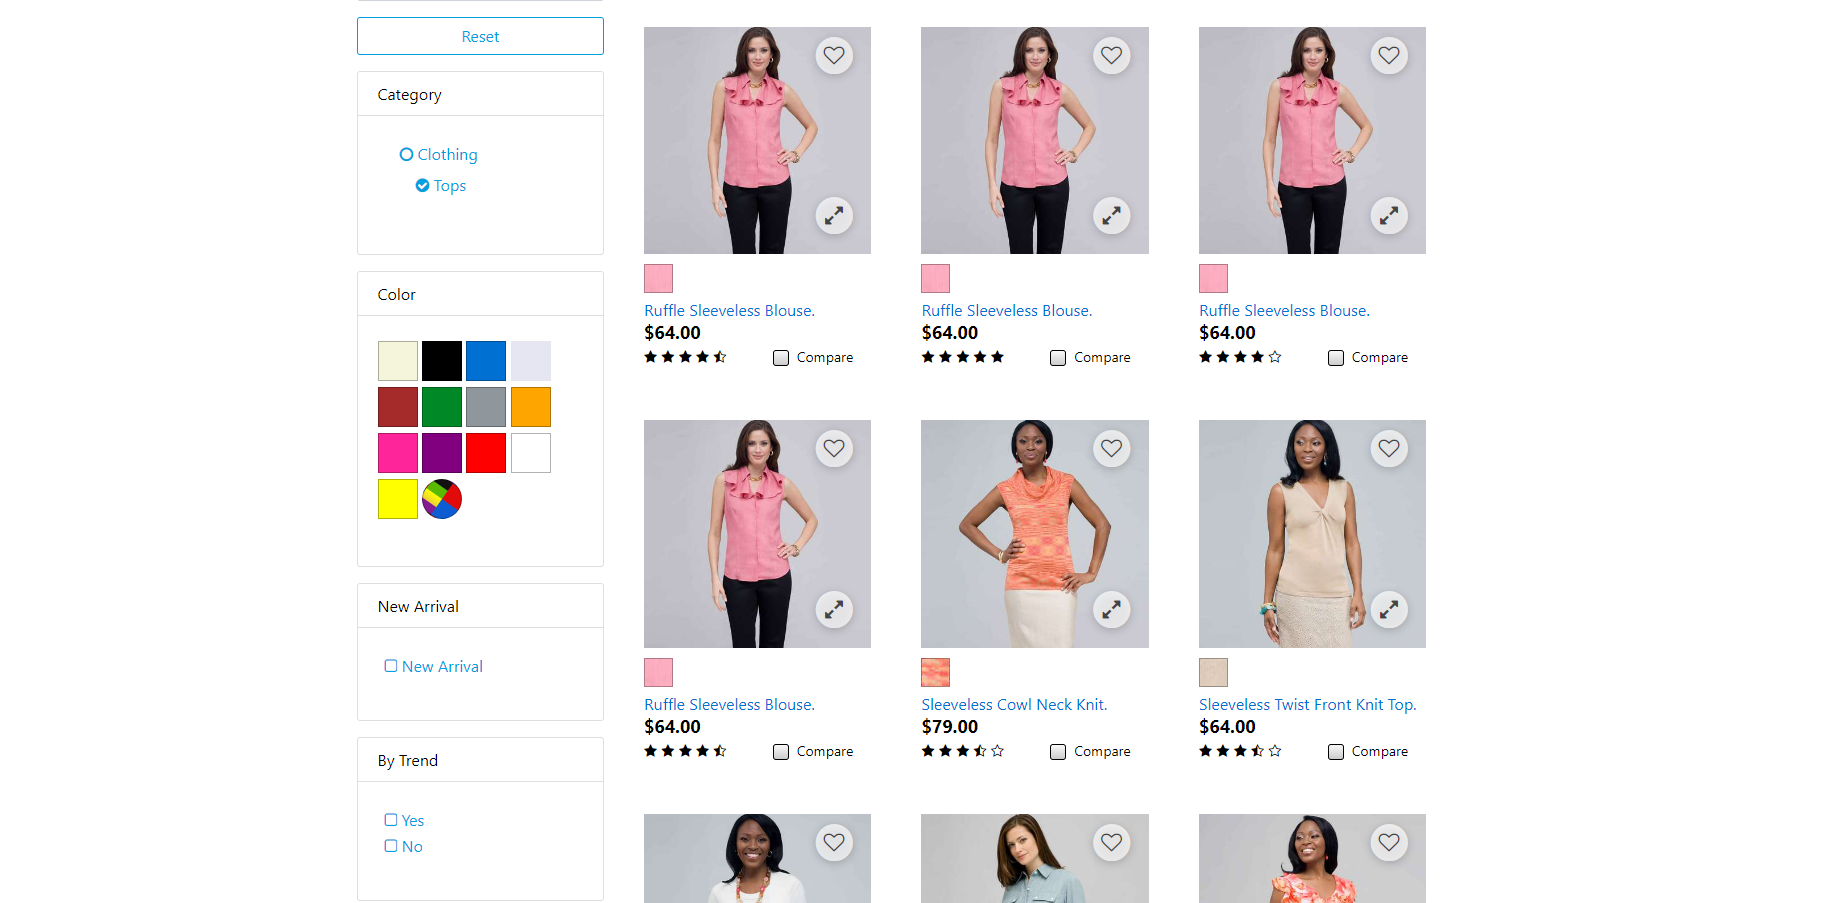 Reset
Category
Clothing
Tops
Color
New Arrival
New Arrival
By Trend
Yes
No
Ruffle Sleeveless Blouse.
$64.00
Compare
Ruffle Sleeveless Blouse.
$64.00
Compare
Ruffle Sleeveless Blouse.
$64.00
Compare
Ruffle Sleeveless Blouse.
$64.00
Compare
Sleeveless Cowl Neck Knit.
$79.00
Compare
Sleeveless Twist Front Knit Top.
$64.00
Compare